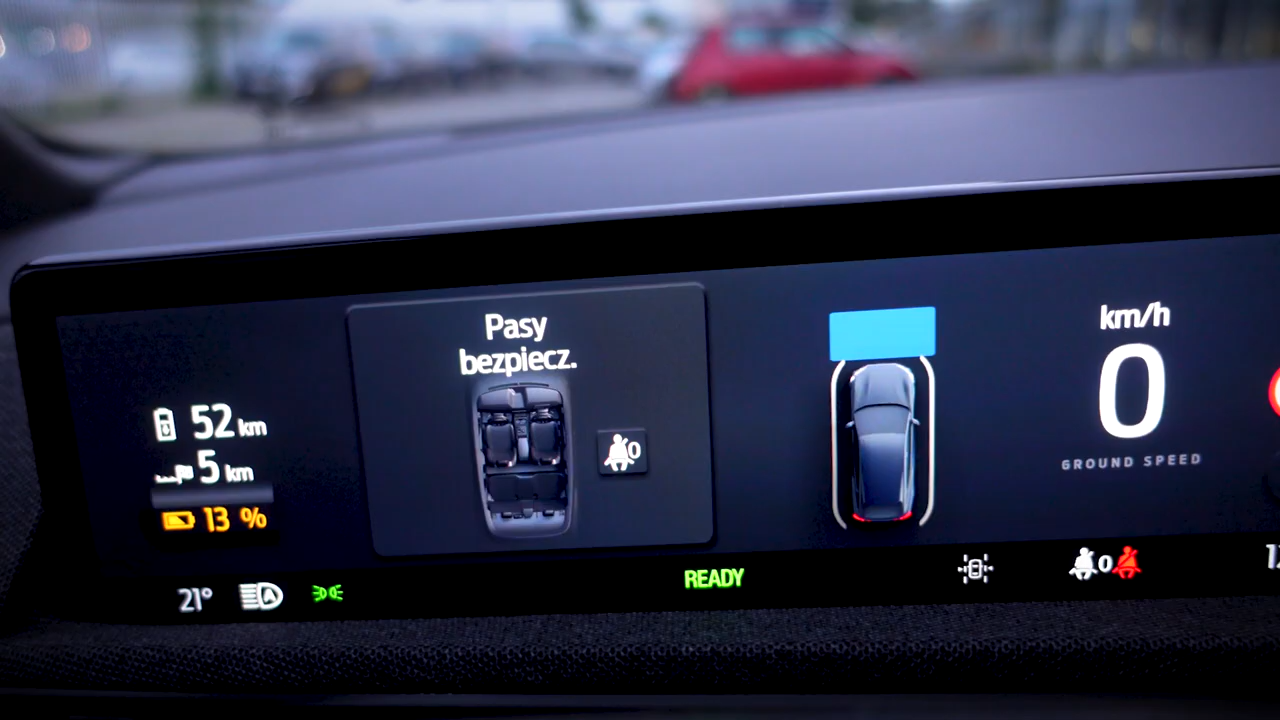 Pasy
bezpiecz.
0
52 km
5 km
13 %
km/h
0
GROUND SPEED
21°
A
READY
0